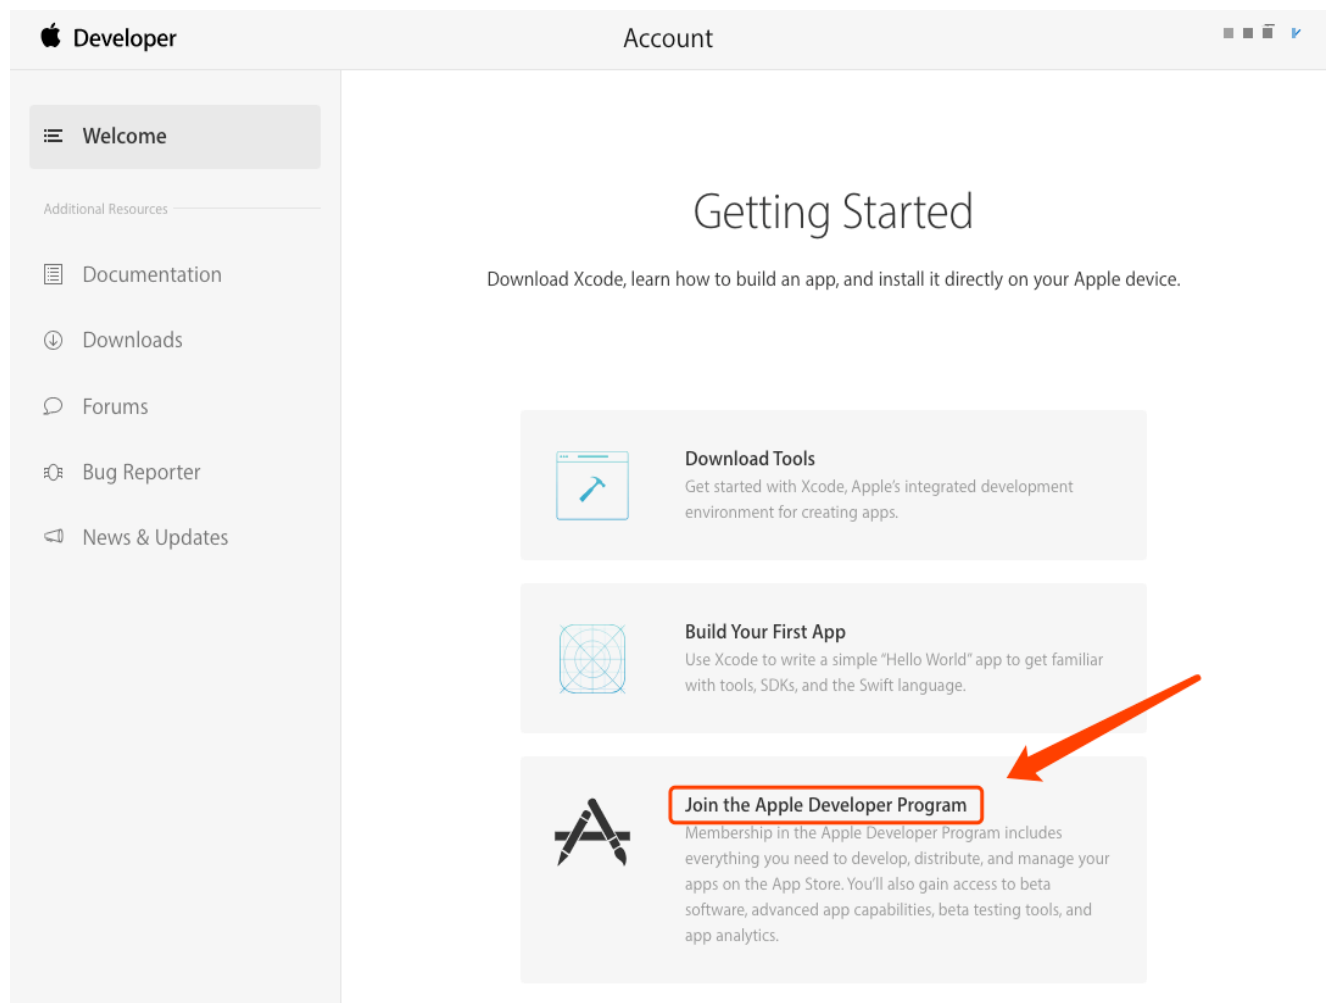 Developer
Account
Welcome
Additional Resources
Documentation
Downloads
Forums
Bug Reporter
News & Updates
Getting Started
Download Xcode, learn how to build an app, and install it directly on your Apple device.
Download Tools
Get started with Xcode, Apple's integrated development
environment for creating apps.
Build Your First App
Use Xcode to write a simple “Hello World” app to get familiar
with tools, SDKs, and the Swift language.
Join the Apple Developer Program
Membership in the Apple Developer Program includes
everything you need to develop, distribute, and manage your
apps on the App Store. You'll also gain access to beta
software, advanced app capabilities, beta testing tools, and
app analytics.